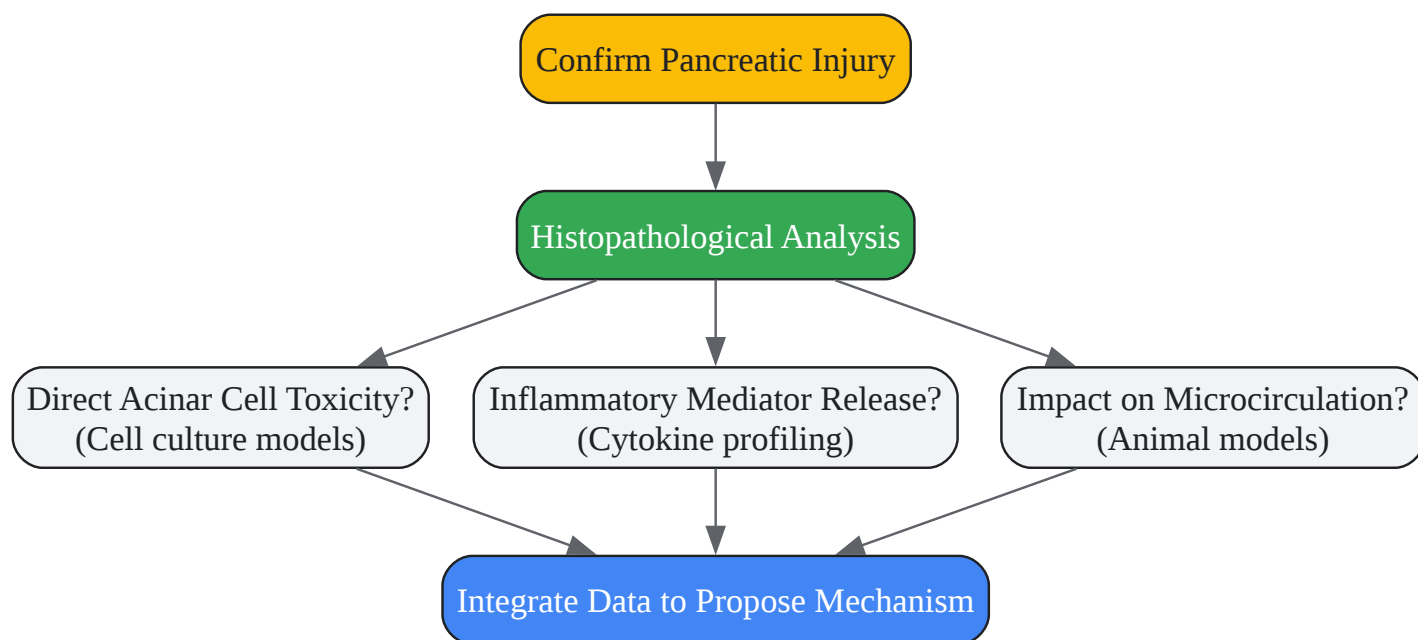 Confirm Pancreatic Injury
Histopathological Analysis
Direct Acinar Cell Toxicity?
(Cell culture models)
Inflammatory Mediator Release?
(Cytokine profiling)
Impact on Microcirculation?
(Animal models)
Integrate Data to Propose Mechanism